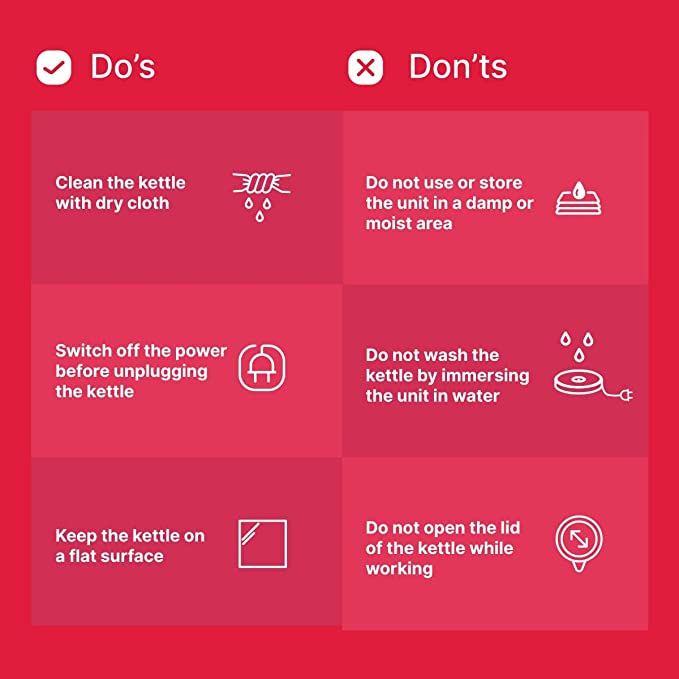 Do’s
Don’ts
Clean the kettle
with dry cloth
Do not use or store
the unit in a damp or
moist area
Switch off the power
before unplugging
the kettle
Do not wash the
kettle by immersing
the unit in water
Keep the kettle on
a flat surface
Do not open the lid
of the kettle while
working